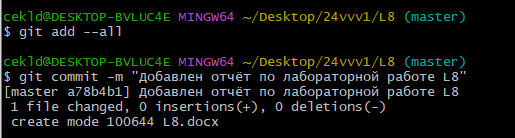 cekld@DESKTOP-BVLUC4E MINGW64 ~/Desktop/24vvv1/L8 (master)
$ git add --all
cekld@DESKTOP-BVLUC4E MINGW64 ~/Desktop/24vvv1/L8 (master)
$ git commit -m "Добавлен отчёт по лабораторной работе L8"
[master a78b4b1] Добавлен отчёт по лабораторной работе L8
1 file changed, 0 insertions(+), 0 deletions(-)
create mode 100644 L8.docx